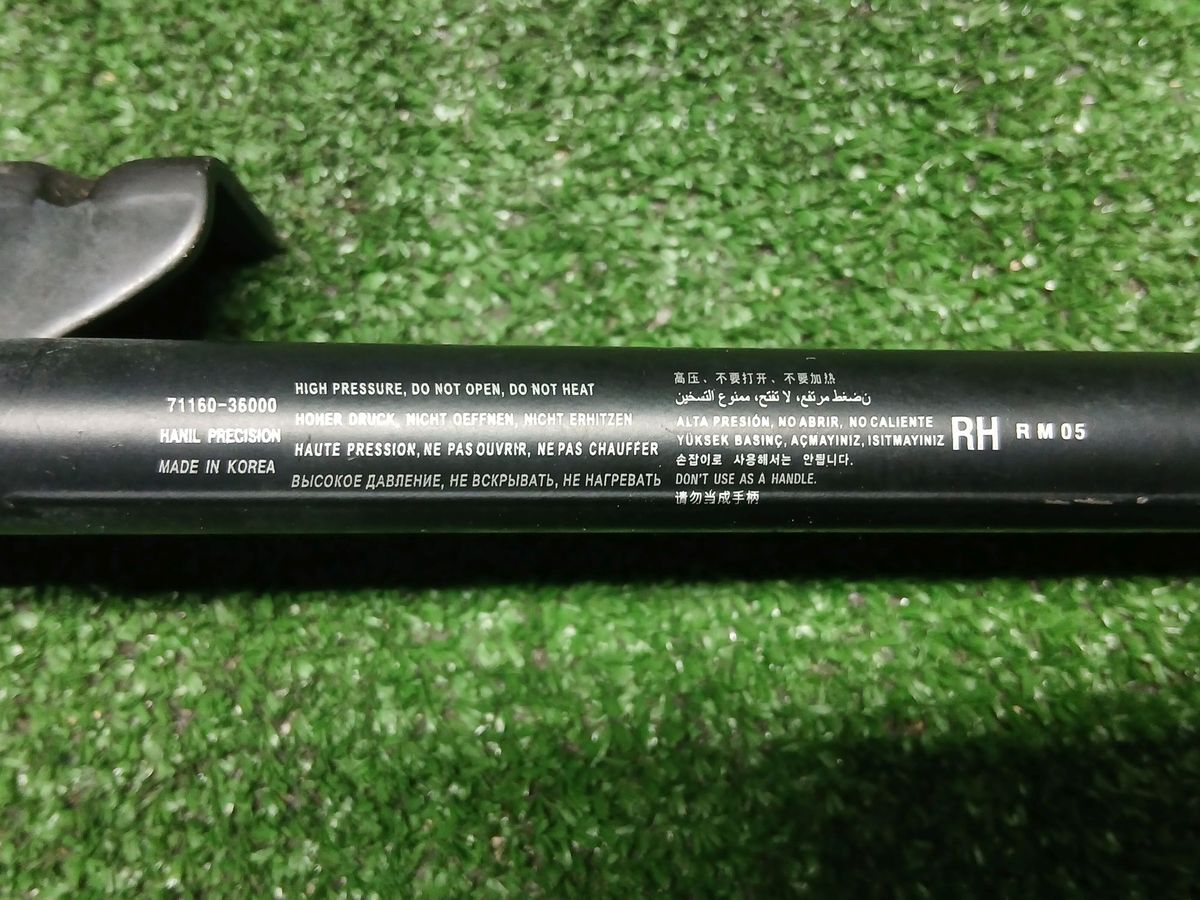 71160-36000
HANIL PRECISION
MADE IN KOREA
HIGH PRESSURE, DO NOT OPEN, DO NOT HEAT
HOHER DRUCK, NICHT OEFFNEN, NICHT ERHITZEN
HAUTE PRESSION, NE PAS OUVRIR, NE PAS CHAUFFER
ВЫСОКОЕ ДАВЛЕНИЕ, НЕ ВСКРЫВАТЬ, НЕ НАГРЕВАТЬ
高压、不要打开、不要加热
نضغط مرتفع، لا تفتح، ممنوع التسخين
ALTA PRESIÓN, NO ABRIR, NO CALIENTE
YÜKSEK BASINÇ, AÇMAYINIZ, ISITMAYINIZ
손잡이로 사용해서는 안됩니다.
DON'T USE AS A HANDLE.
请勿当成手柄
RH
RM05